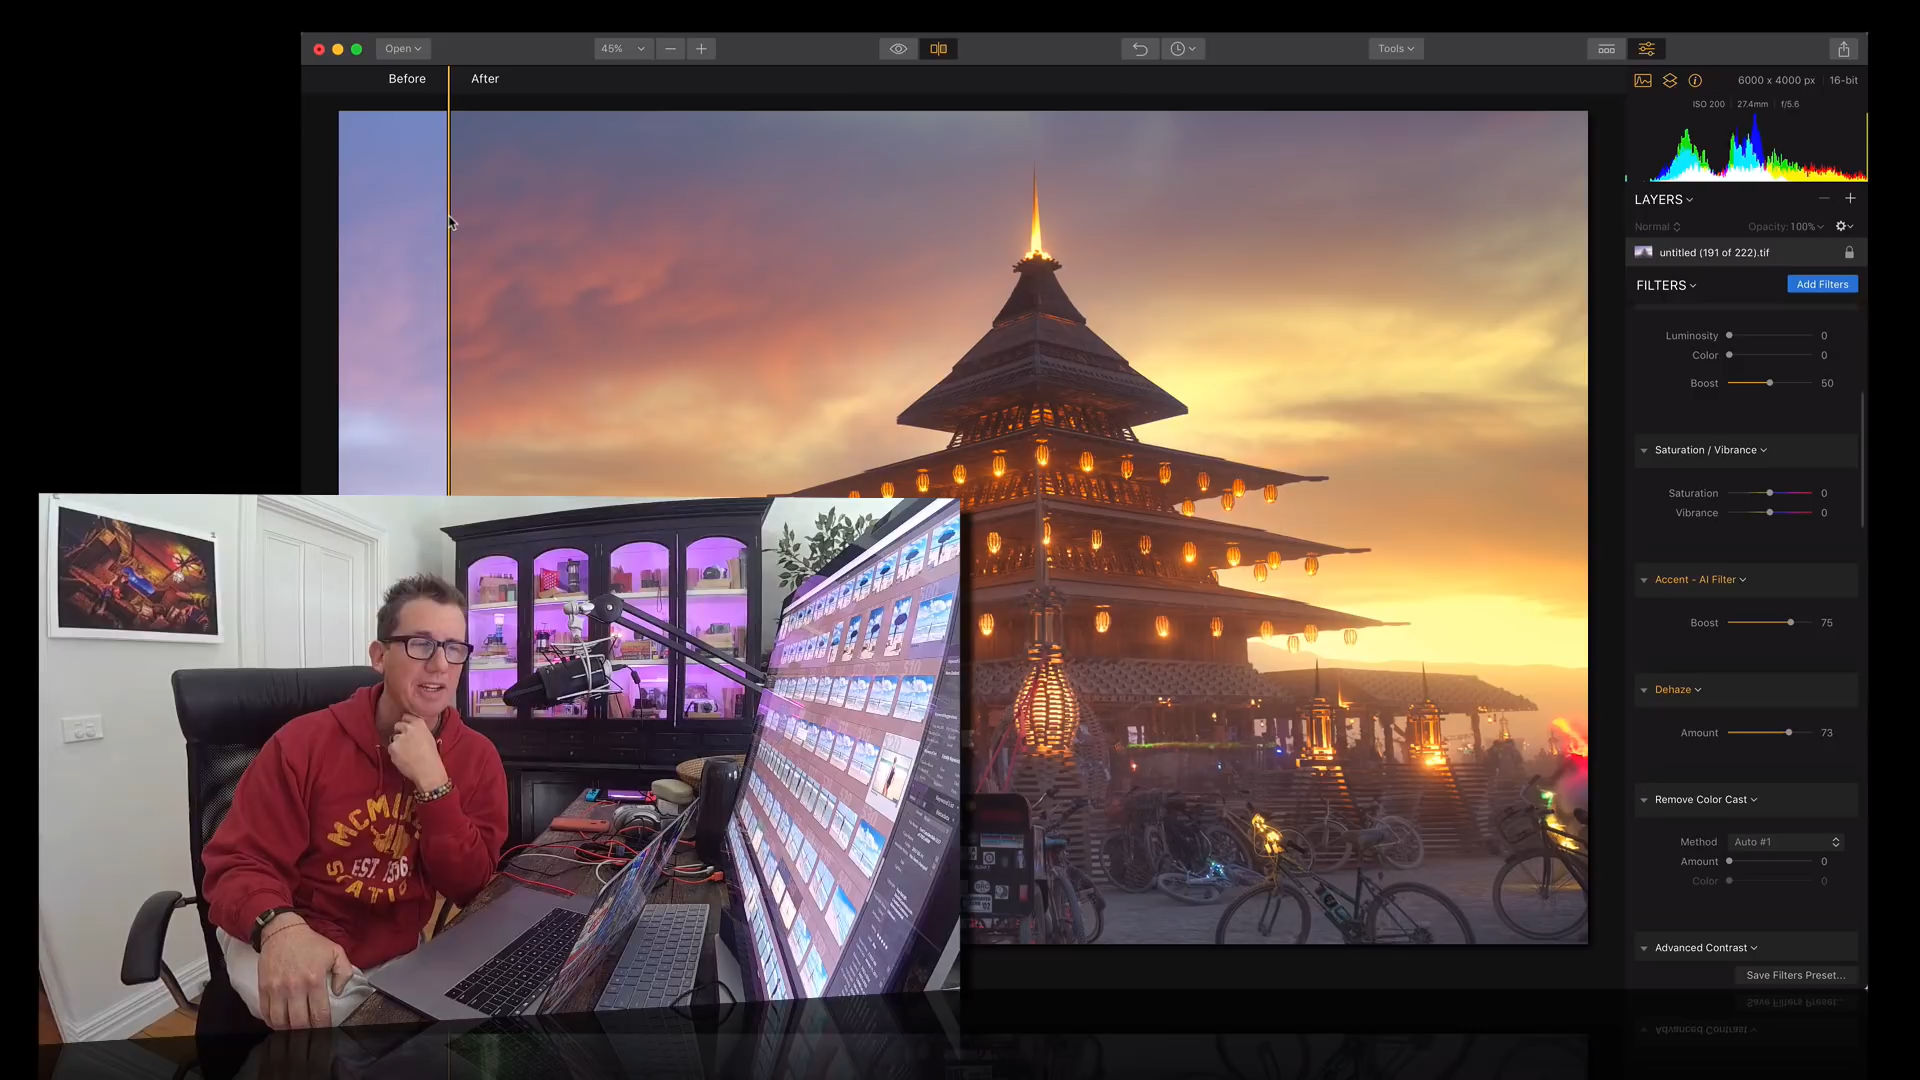 Open
45%
Tools
Before
After
6000 x 4000 px
16-bit
ISO 200
27.4mm
f/5.6
LAYERS
Normal
Opacity: 100%
untitled (191 of 222).tif
FILTERS
Add Filters
Luminosity
0
Color
0
Boost
50
Saturation / Vibrance
Saturation
0
Vibrance
0
Accent - AI Filter
Boost
75
Dehaze
Amount
73
Remove Color Cast
Method
Auto #1
Amount
0
Color
0
Advanced Contrast
Save Filters Preset...